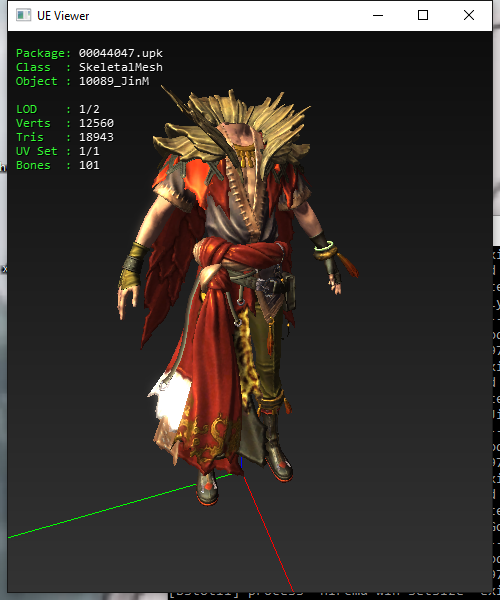 UE Viewer
Package: 00044047.upk
Class : SkeletalMesh
Object : 10089_JinM
LOD : 1/2
Verts : 12560
Tris : 18943
UV Set : 1/1
Bones : 101